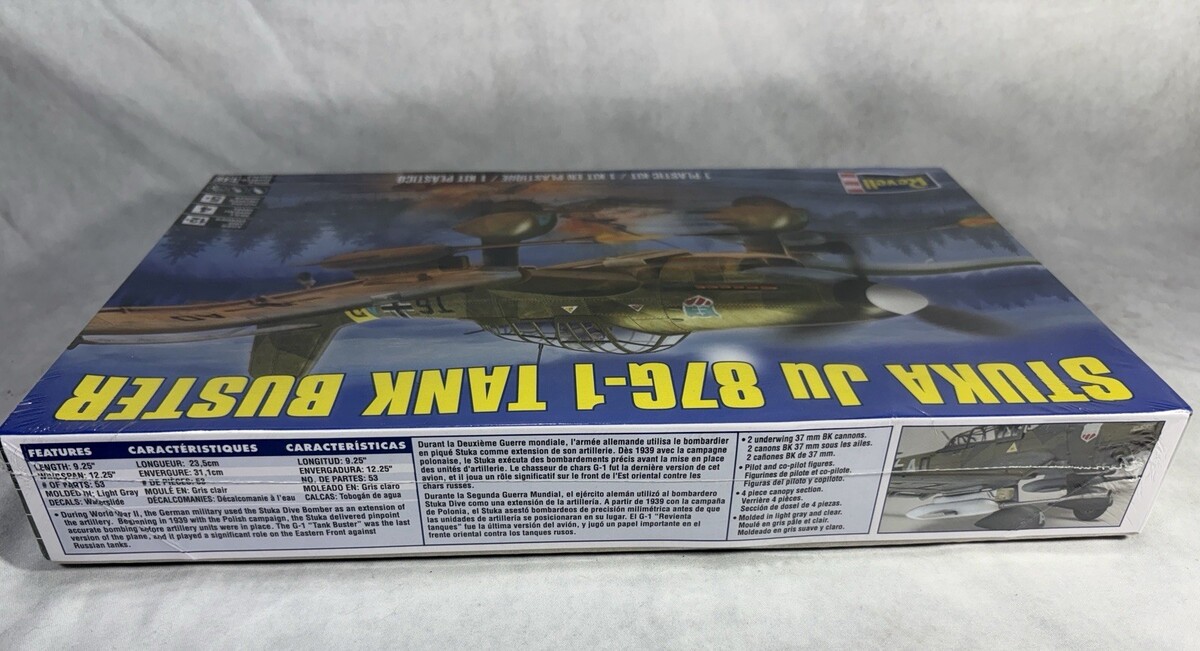 1 PLASTIC KIT / 1 KIT EN PLASTIQUE / 1 KIT PLÁSTICO
Revell
STUKA Ju 87G-1 TANK BUSTER
FEATURES
LENGTH: 9.25"
WINGSPAN: 12.25"
# OF PARTS: 53
MOLDED IN: Light Gray
DECALS: Waterslide
CARACTÉRISTIQUES
LONGUEUR: 23,5cm
ENVERGURE: 31,1cm
# DE PIÈCES: 53
MOULÉ EN: Gris clair
DÉCALCOMANIES: Décalcomanie à l'eau
CARACTERÍSTICAS
LONGITUD: 9.25"
ENVERGADURA: 12.25"
NO. DE PARTES: 53
MOLEADO EN: Gris claro
CALCAS: Tobogán de agua
• During World War II, the German military used the Stuka Dive Bomber as an extension of
the artillery. Beginning in 1939 with the Polish campaign, the Stuka delivered pinpoint
accurate bombing before artillery units were in place. The G-1 "Tank Buster" was the last
version of the plane, and it played a significant role on the Eastern Front against
Russian tanks.
Durant la Deuxième Guerre mondiale, l'armée allemande utilisa le bombardier
en piqué Stuka comme extension de son artillerie. Dès 1939 avec la campagne
polonaise, le Stuka exécuta des bombardements précis avant la mise en place
des unités d'artillerie. Le chasseur de chars G-1 fut la dernière version de cet
avion, et il joua un rôle significatif sur le front de l'Est oriental contre les
chars russes.
Durante la Segunda Guerra Mundial, el ejército alemán utilizó al bombardero
Stuka Dive como una extensión de su artillería. A partir de 1939 con la campaña
de Polonia, el Stuka asestó bombardeos de precisión milimétrica antes de que
las unidades de artillería se posicionaran en su lugar. El G-1 "Revienta
tanques" fue la última versión del avión, y jugó un papel importante en el
frente oriental contra los tanques rusos.
• 2 underwing 37 mm BK cannons.
2 canons BK 37 mm sous les ailes.
2 cañones BK de 37 mm.
• Pilot and co-pilot figures.
Figurines de pilote et co-pilote.
Figuras del piloto y copiloto.
• 4 piece canopy section.
Verrière 4 pièces.
Sección de dosel de 4 piezas.
• Molded in light gray and clear.
Moulé en gris pâle et clair.
Moldeado en gris suave y claro.